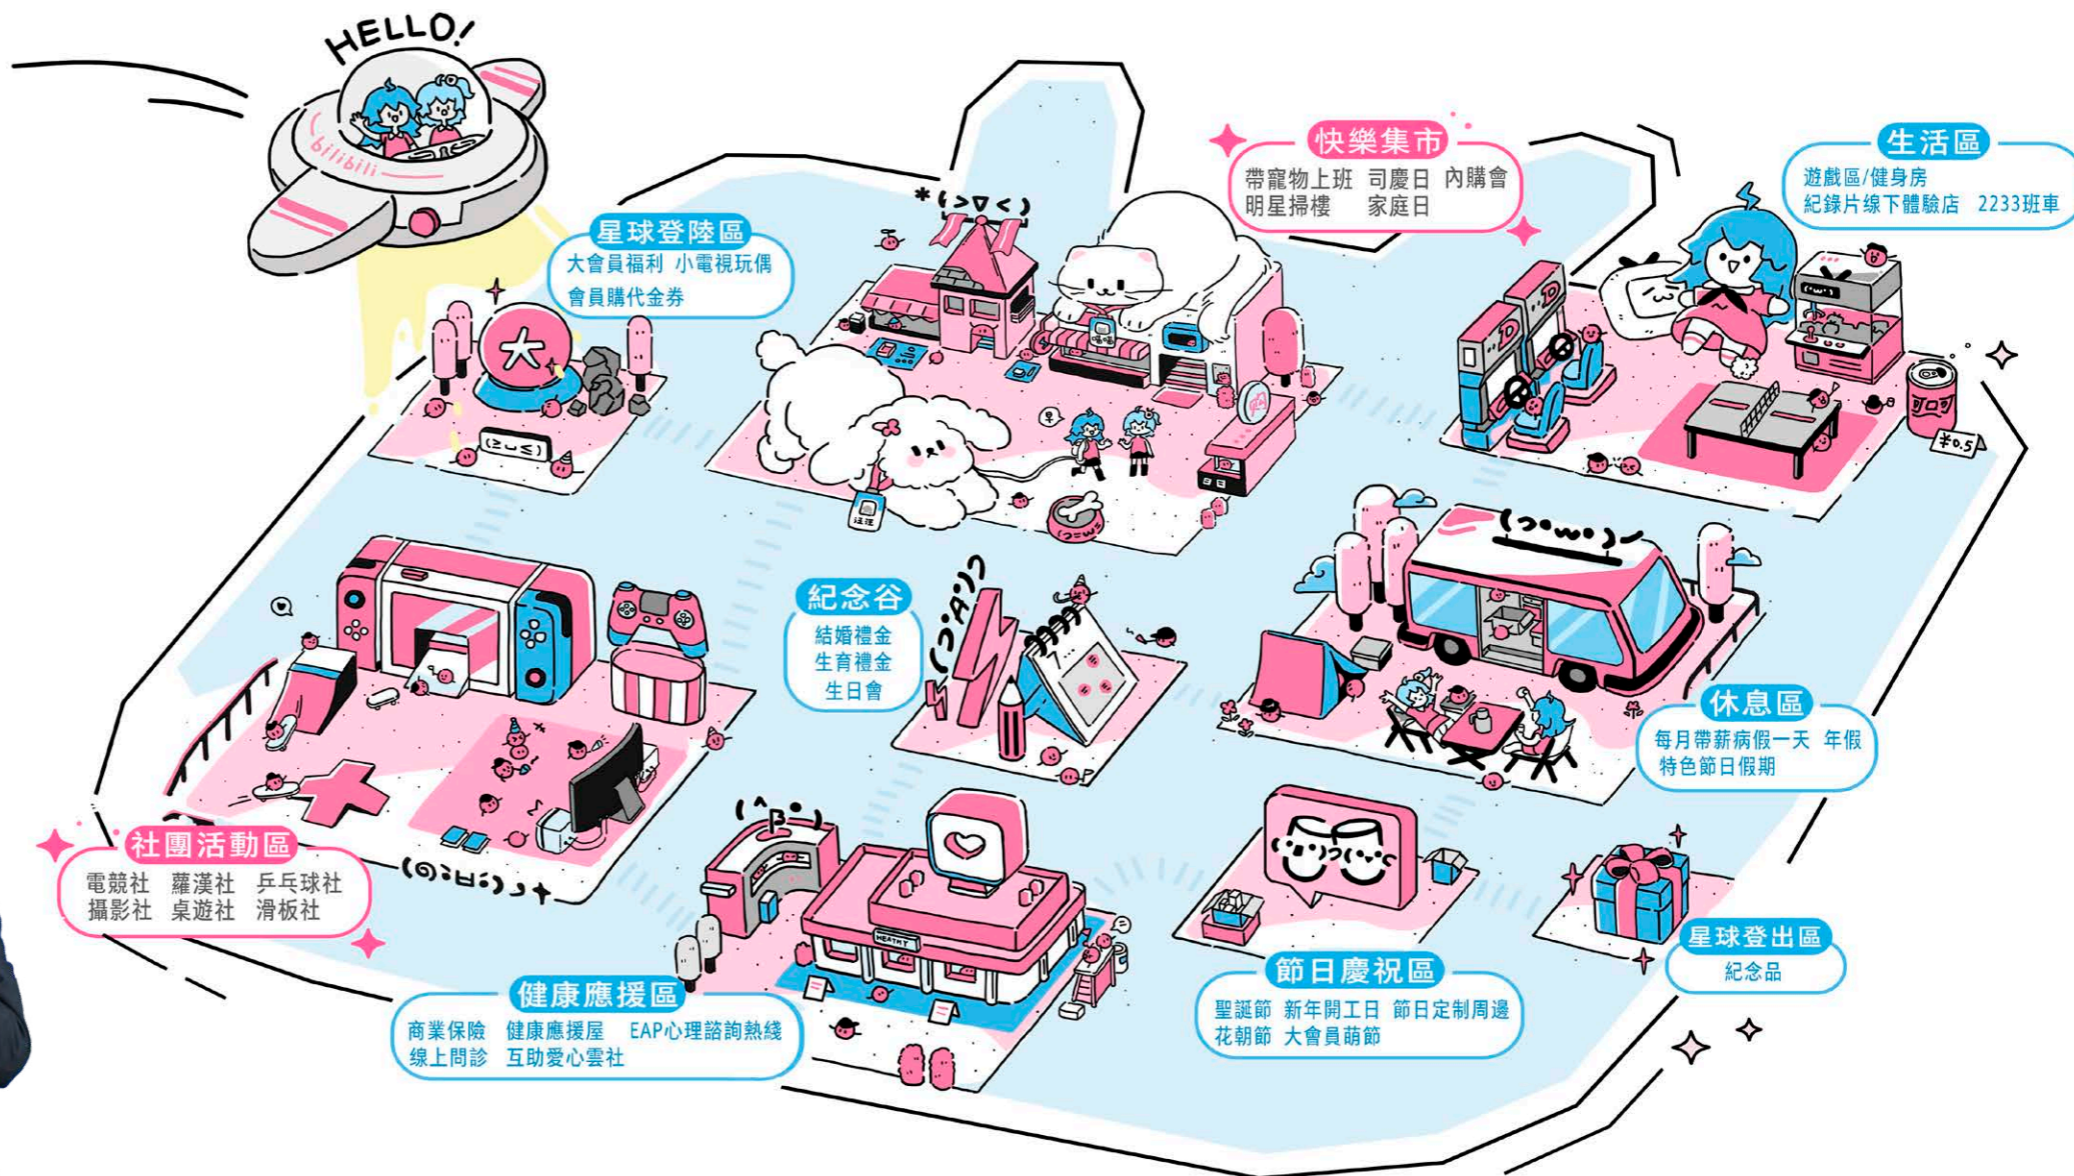 HELLO!
bilibili
星球登陸區
大會員福利 小電視玩偶
會員購代金券
大
快樂集市
帶寵物上班 司慶日 內購會
明星掃樓 家庭日
喵喵
汪汪
生活區
遊戲區/健身房
紀錄片线下體驗店 2233班車
可口
¥0.5
紀念谷
結婚禮金
生育禮金
生日會
休息區
每月帶薪病假一天 年假
特色節日假期
社團活動區
電競社 蘿漢社 乒乓球社
攝影社 桌遊社 滑板社
健康應援區
商業保險 健康應援屋 EAP心理諮詢熱綫
线上問診 互助愛心雲社
HEATHY
節日慶祝區
聖誕節 新年開工日 節日定制周邊
花朝節 大會員萌節
星球登出區
紀念品